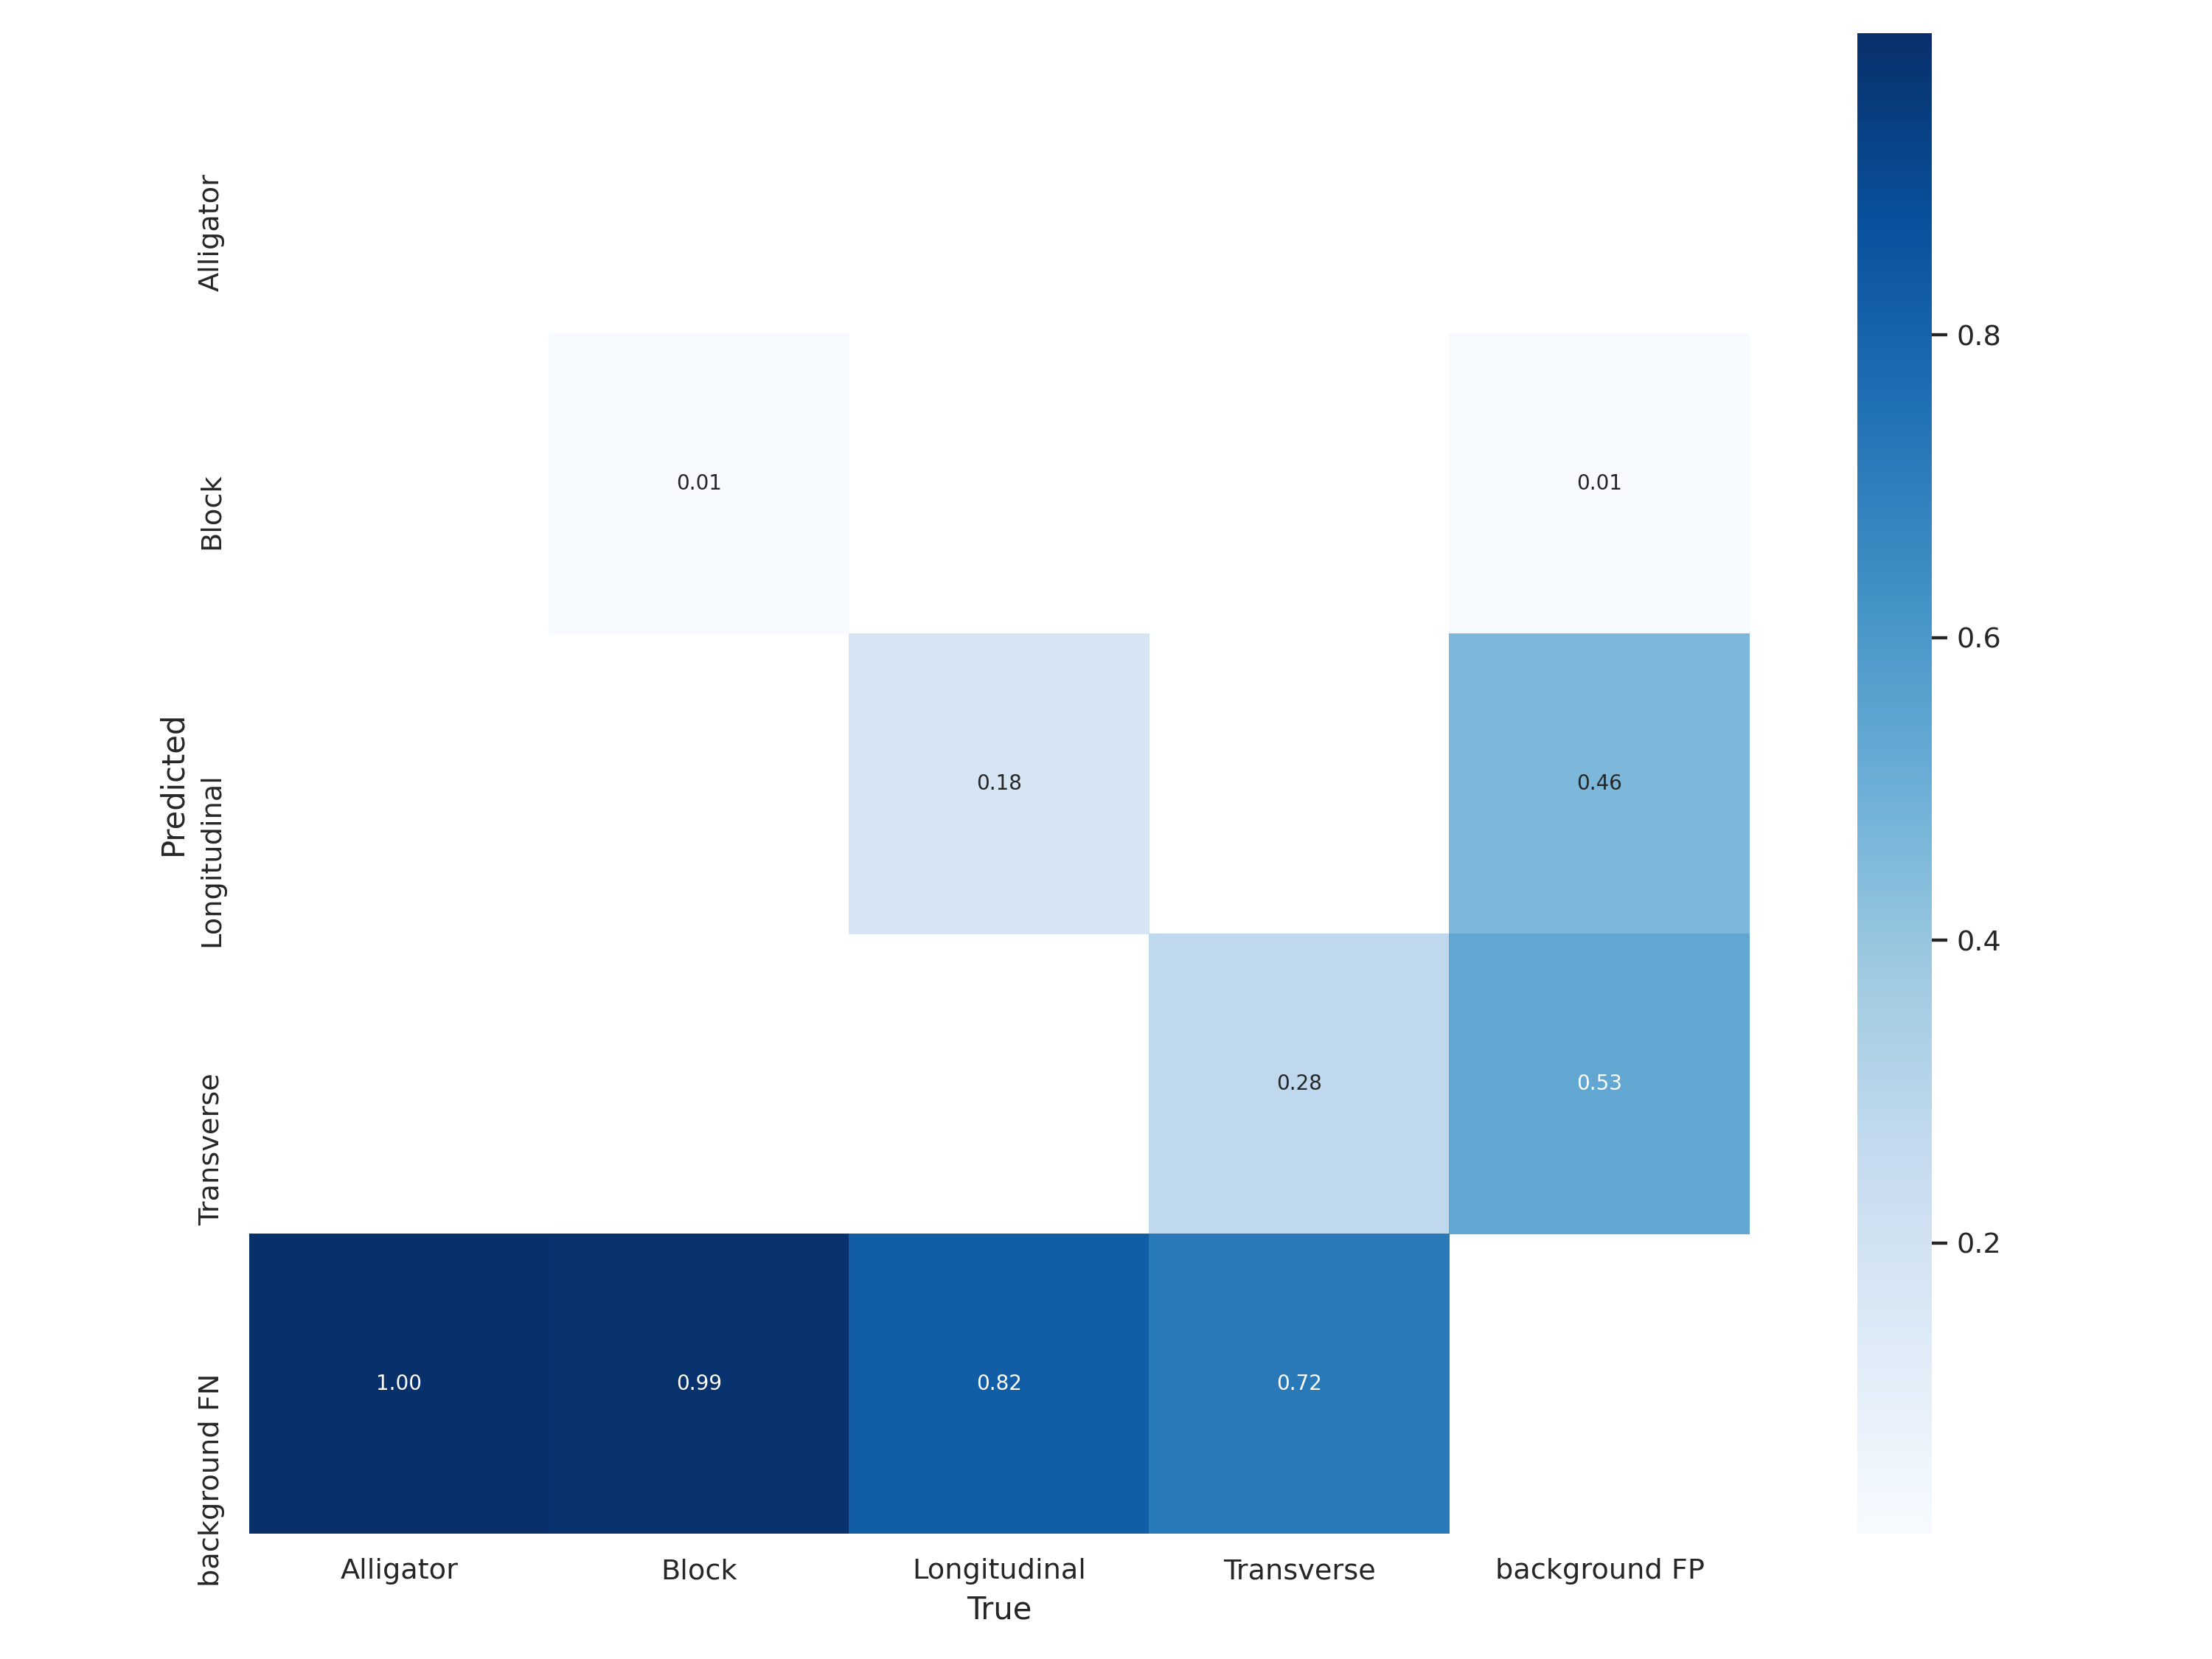 Predicted
Alligator
Block
Longitudinal
Transverse
background FN
0.01
0.01
0.18
0.46
0.28
0.53
1.00
0.99
0.82
0.72
Alligator
Block
Longitudinal
Transverse
background FP
True
0.8
0.6
0.4
0.2